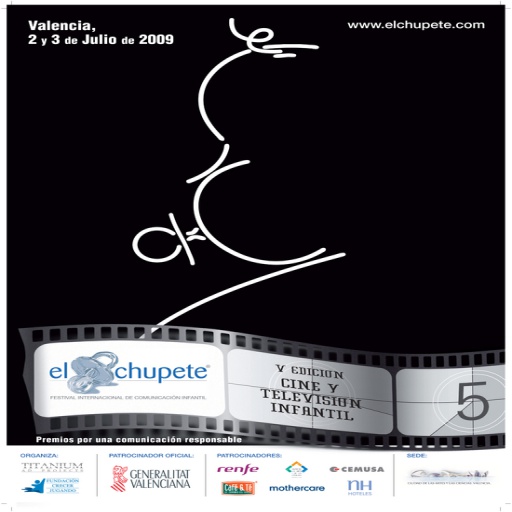 Valencia,
2 y 3 de Julio de 2009
www.elchupete.com
el chupete®
FESTIVAL INTERNACIONAL DE COMUNICACIÓN INFANTIL
V EDICION
CINE Y
TELEVISION
INFANTIL
5
Premios por una comunicación responsable
ORGANIZA:
TITANIUM
FUNDACIÓN
CRECER
JUGANDO
PATROCINADOR OFICIAL:
GENERALITAT
VALENCIANA
PATROCINADORES:
renfe
CEMUSA
mothercare
nh
HOTELES
SEDE: